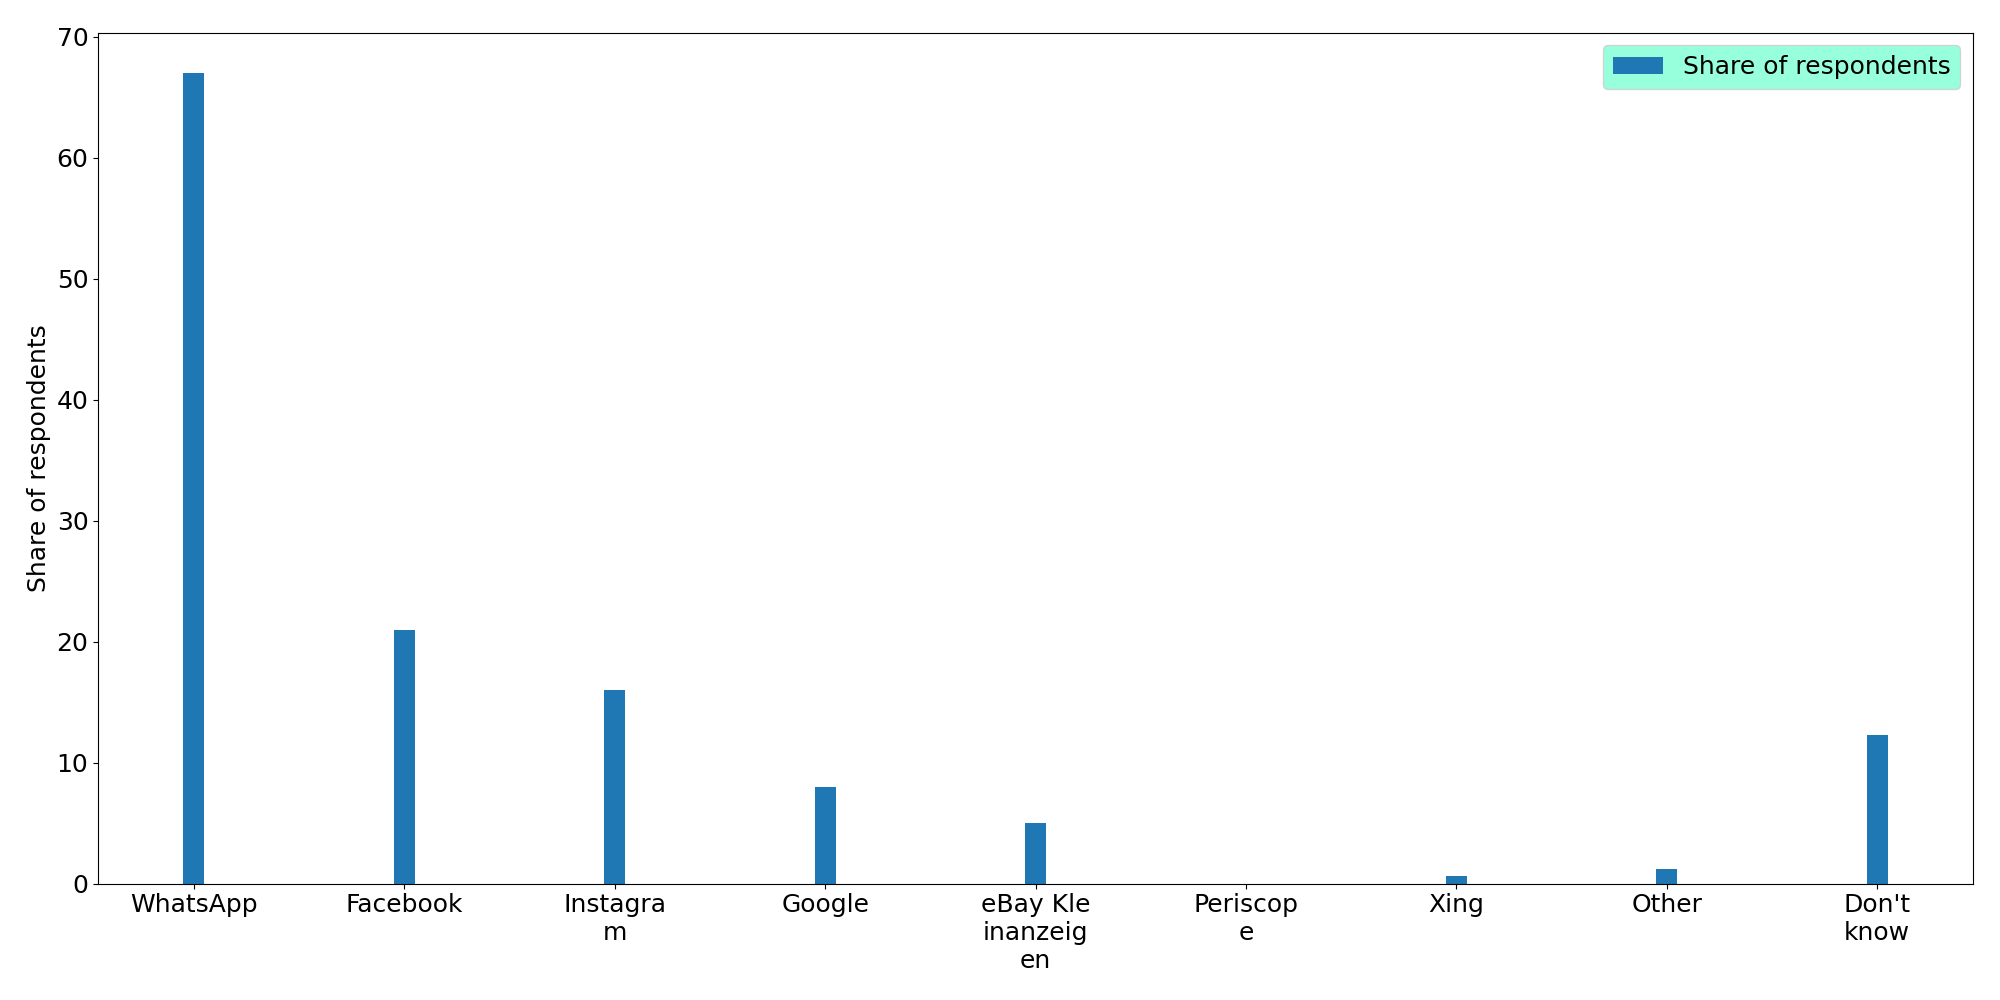 Share of respondents
Share of respondents
70
60
50
40
30
20
10
0
WhatsApp
Facebook
Instagra
m
Google
eBay Kle
inanzeig
en
Periscop
e
Xing
Other
Don't
know